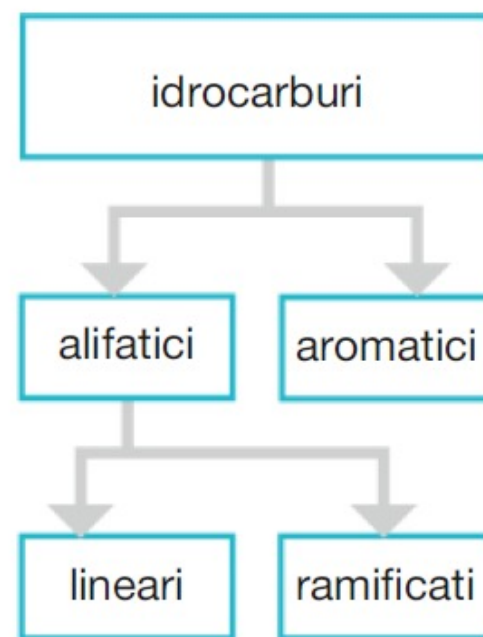 idrocarburi
alifatici
aromatici
lineari
ramificati